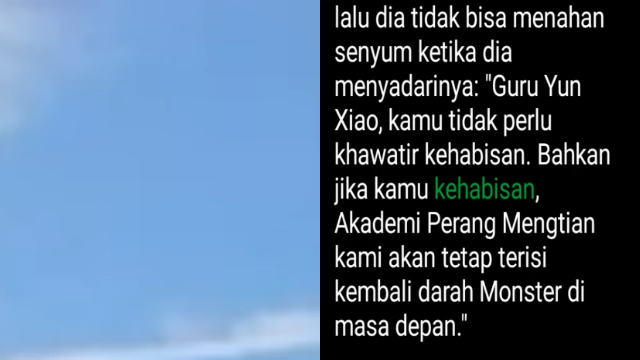 lalu dia tidak bisa menahan
senyum ketika dia
menyadarinya: "Guru Yun
Xiao, kamu tidak perlu
khawatir kehabisan. Bahkan
jika kamu kehabisan,
Akademi Perang Mengtian
kami akan tetap terisi
kembali darah Monster di
masa depan."